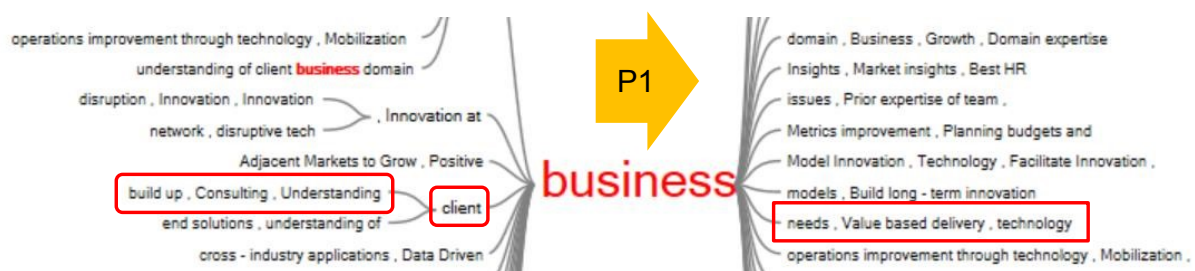 operations improvement through technology , Mobilization
understanding of client business domain
disruption , Innovation , Innovation
, Innovation at
network , disruptive tech
Adjacent Markets to Grow , Positive
build up , Consulting , Understanding
client
end solutions , understanding of
cross - industry applications , Data Driven
P1
business
domain , Business , Growth , Domain expertise
Insights , Market insights , Best HR
issues , Prior expertise of team ,
Metrics improvement , Planning budgets and
Model Innovation , Technology , Facilitate Innovation ,
models , Build long - term innovation
needs , Value based delivery , technology
operations improvement through technology , Mobilization ,